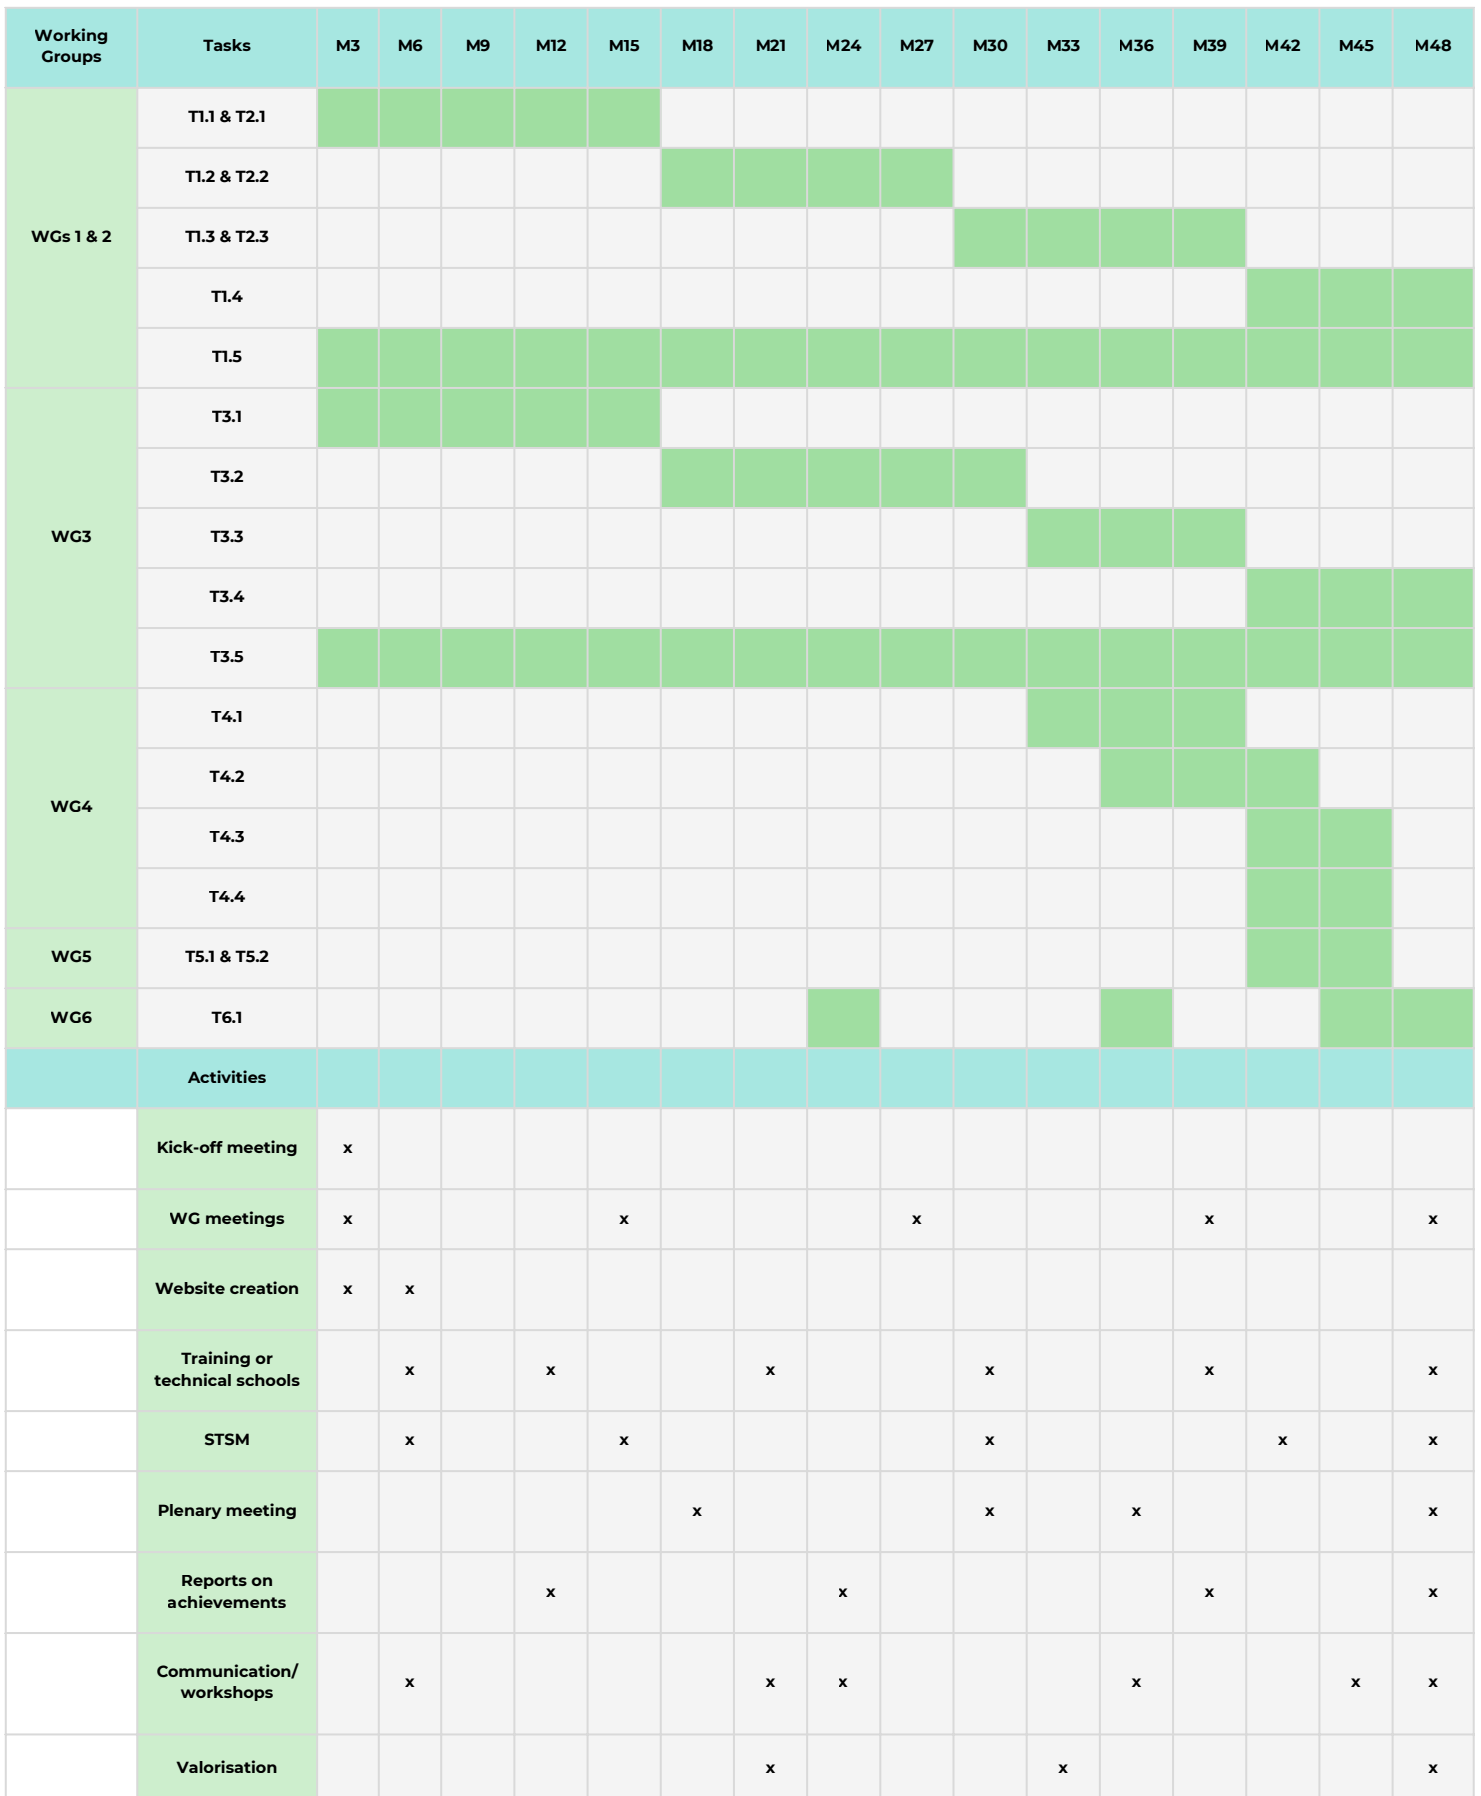 Working
Groups
Tasks M3 M6 M9 M12 M15 M18 M21 M24 M27 M30 M33 M36 M39 M42 M45 M48
WGs 1 & 2
T1.1 & T2.1
T1.2 & T2.2
T1.3 & T2.3
T1.4
T1.5
WG3
T3.1
T3.2
T3.3
T3.4
T3.5
WG4
T4.1
T4.2
T4.3
T4.4
WG5 T5.1 & T5.2
WG6 T6.1
Activities
Kick-off meeting x
WG meetings x x x x x
Website creation x x
Training or
technical schools x x x x x x
STSM x x x x x
Plenary meeting x x x x
Reports on
achievements x x x x
Communication/
workshops x x x x x x
Valorisation x x x